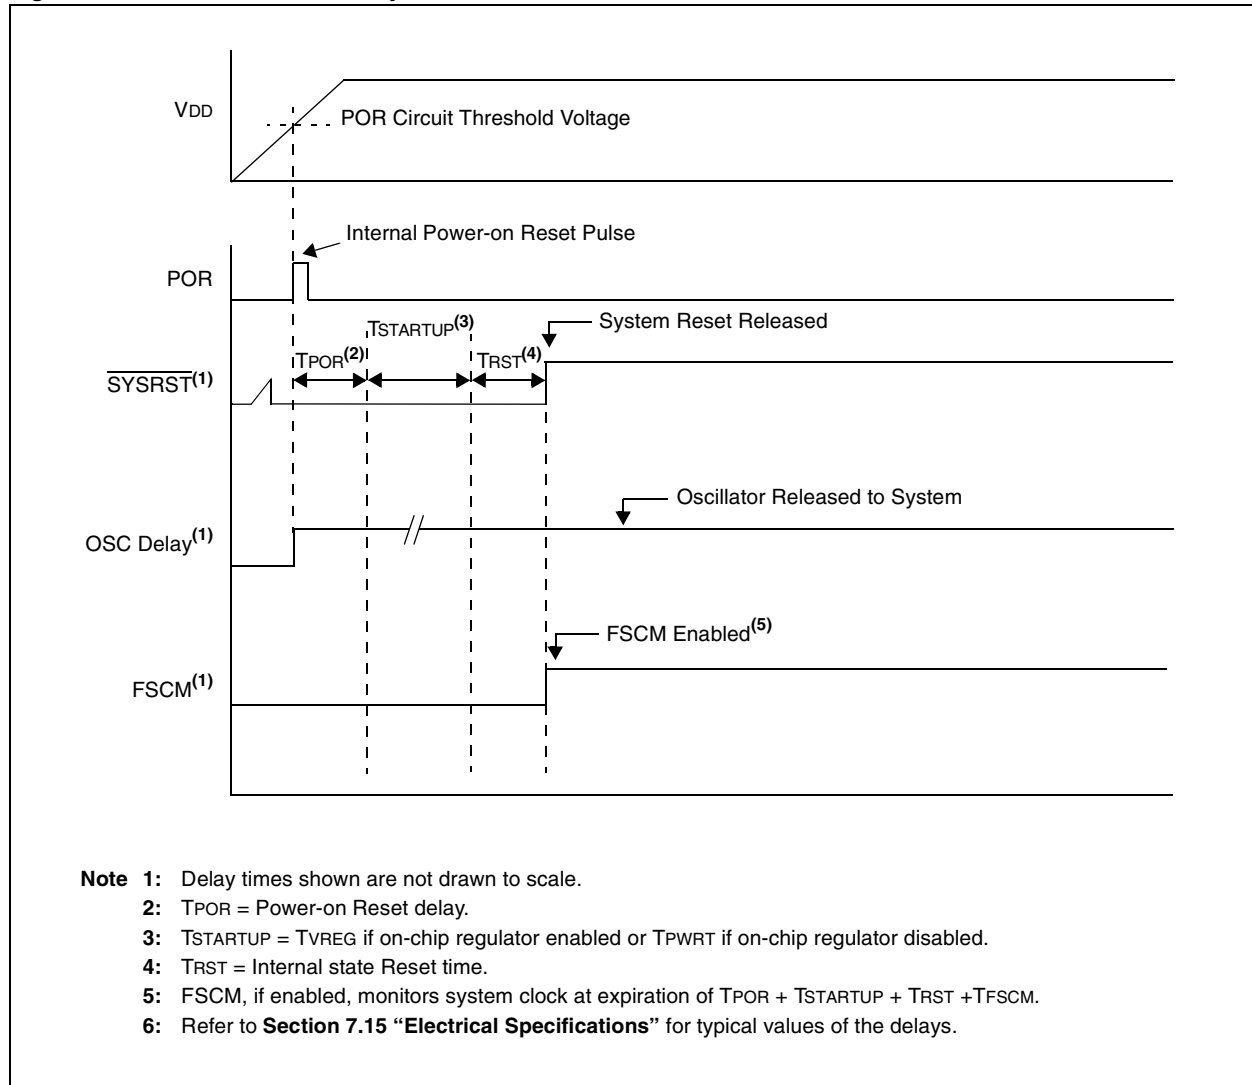 VDD
POR Circuit Threshold Voltage
Internal Power-on Reset Pulse
POR
TSTARTUP(3)
System Reset Released
TPOR(2)
TRST(4)
SYSRST(1)
Oscillator Released to System
OSC Delay(1)
FSCM Enabled(5)
FSCM(1)
Note 1: Delay times shown are not drawn to scale.
2: TPOR = Power-on Reset delay.
3: TSTARTUP = TVREG if on-chip regulator enabled or TPWRT if on-chip regulator disabled.
4: TRST = Internal state Reset time.
5: FSCM, if enabled, monitors system clock at expiration of TPOR + TSTARTUP + TRST +TFSCM.
6: Refer to Section 7.15 “Electrical Specifications” for typical values of the delays.